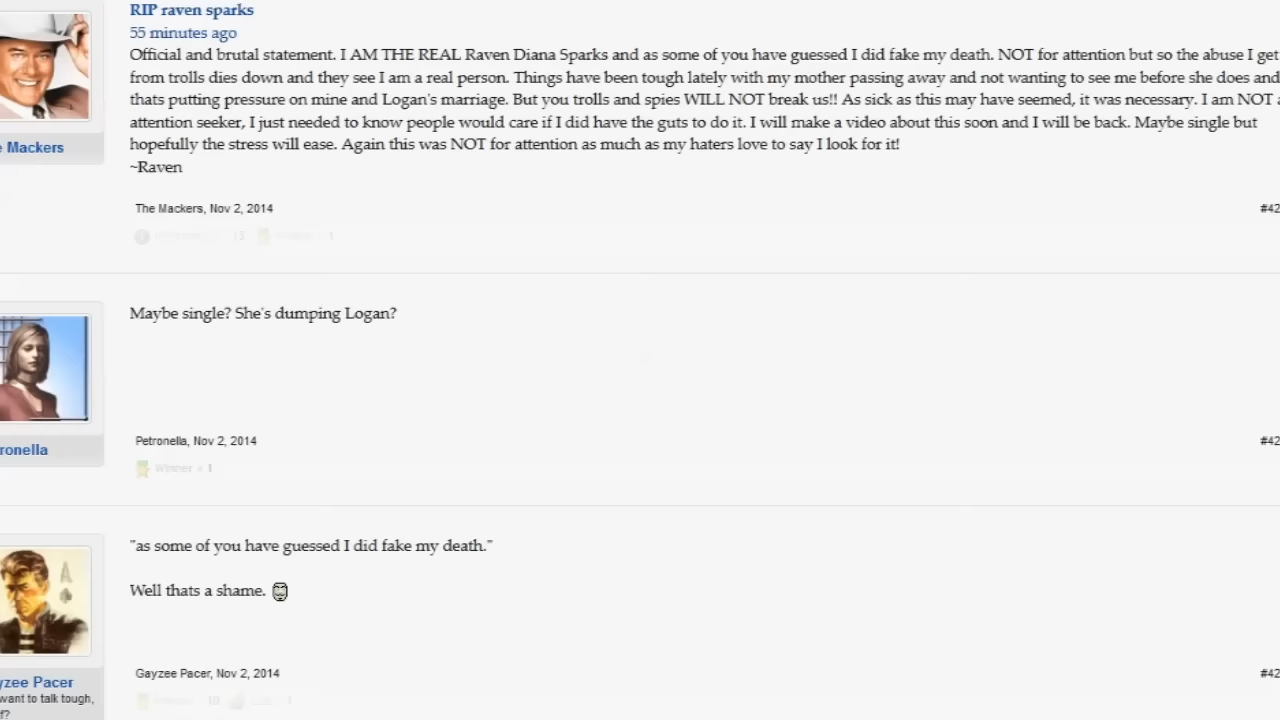 RIP raven sparks
55 minutes ago
Official and brutal statement. I AM THE REAL Raven Diana Sparks and as some of you have guessed I did fake my death. NOT for attention but so the abuse I get
from trolls dies down and they see I am a real person. Things have been tough lately with my mother passing away and not wanting to see me before she does and
thats putting pressure on mine and Logan's marriage. But you trolls and spies WILL NOT break us!! As sick as this may have seemed, it was necessary. I am NOT a
attention seeker, I just needed to know people would care if I did have the guts to do it. I will make a video about this soon and I will be back. Maybe single but
hopefully the stress will ease. Again this was NOT for attention as much as my haters love to say I look for it!
~Raven
e Mackers
The Mackers, Nov 2, 2014
#42
13
1
Maybe single? She's dumping Logan?
ronella
Petronella, Nov 2, 2014
#42
Winner x 1
"as some of you have guessed I did fake my death."
Well thats a shame.
A
yzee Pacer
want to talk tough,
f?
Gayzee Pacer, Nov 2, 2014
#42
10
1